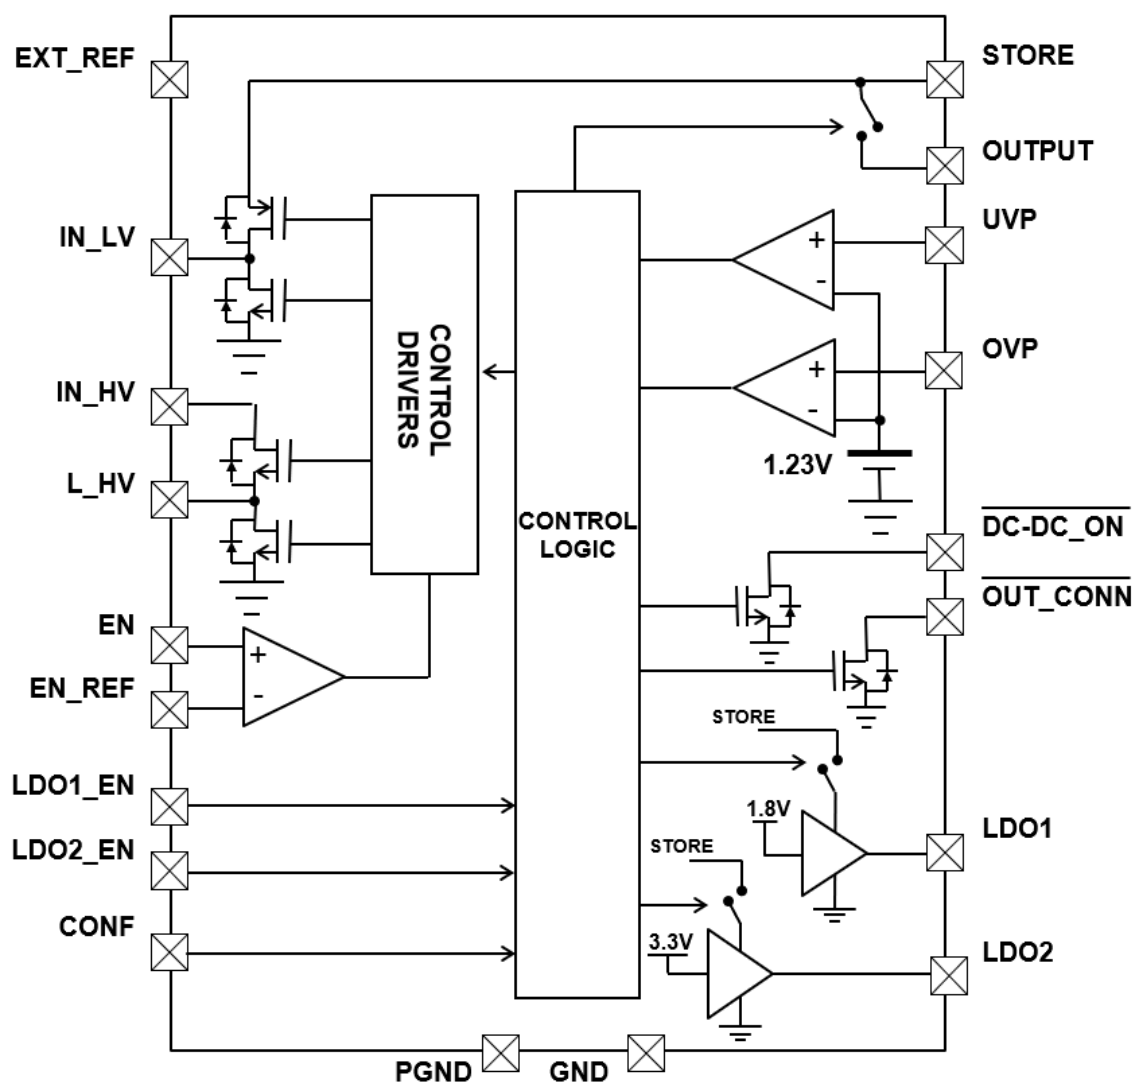 EXT_REF
STORE
OUTPUT
IN_LV
UVP
+
-
CONTROL
DRIVERS
OVP
+
-
IN_HV
1.23V
L_HV
CONTROL
LOGIC
DC-DC_ON
OUT_CONN
EN
+
EN_REF
-
STORE
LDO1_EN
1.8V
LDO1
LDO2_EN
STORE
CONF
3.3V
LDO2
PGND
GND